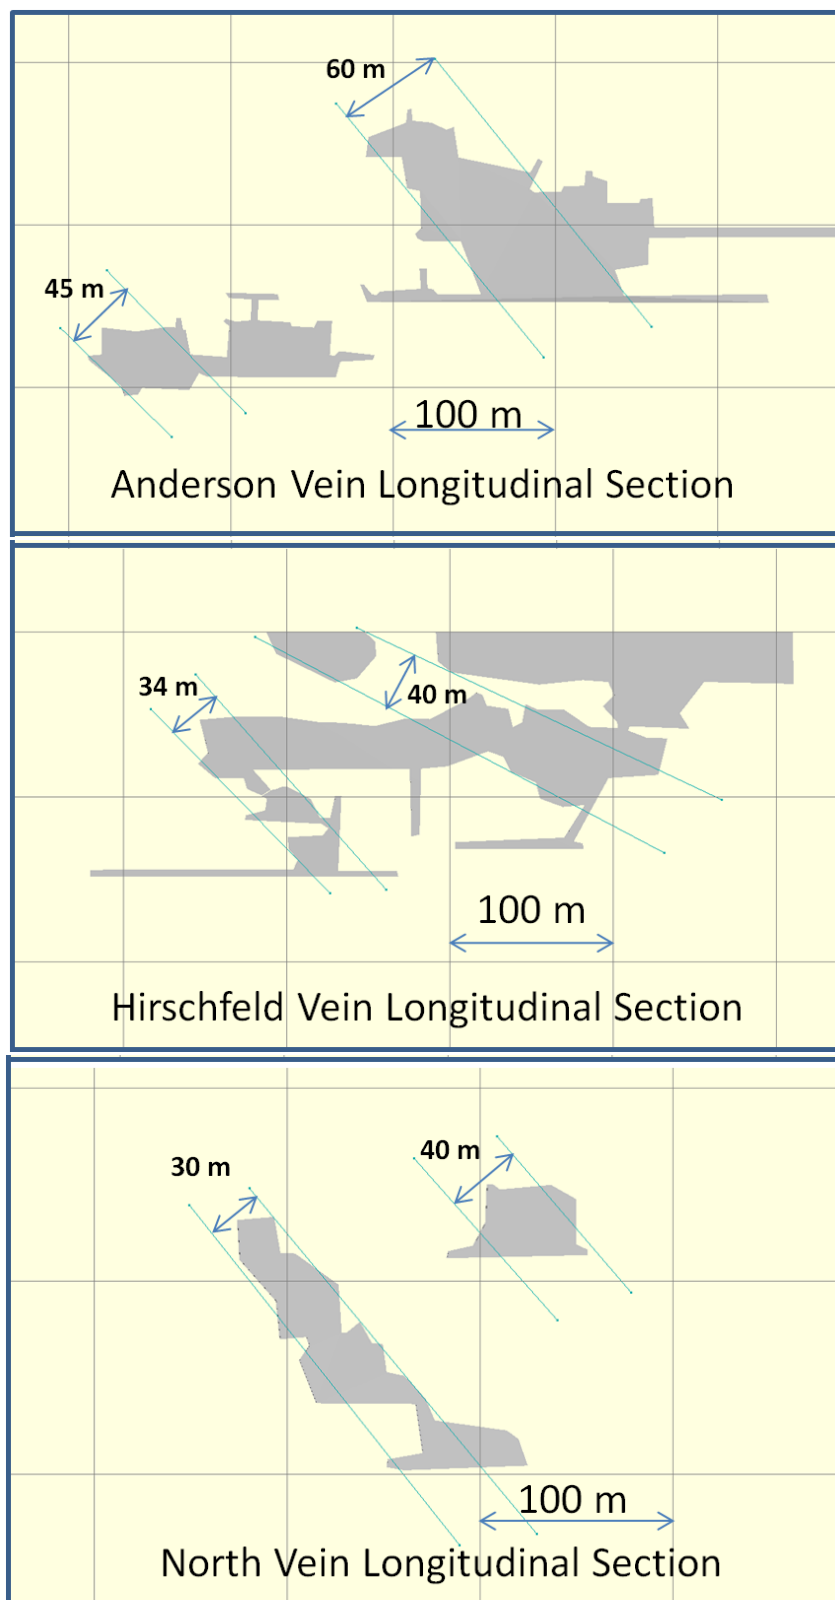 60 m
45 m
100 m
Anderson Vein Longitudinal Section
34 m
40 m
100 m
Hirschfeld Vein Longitudinal Section
40 m
30 m
100 m
North Vein Longitudinal Section